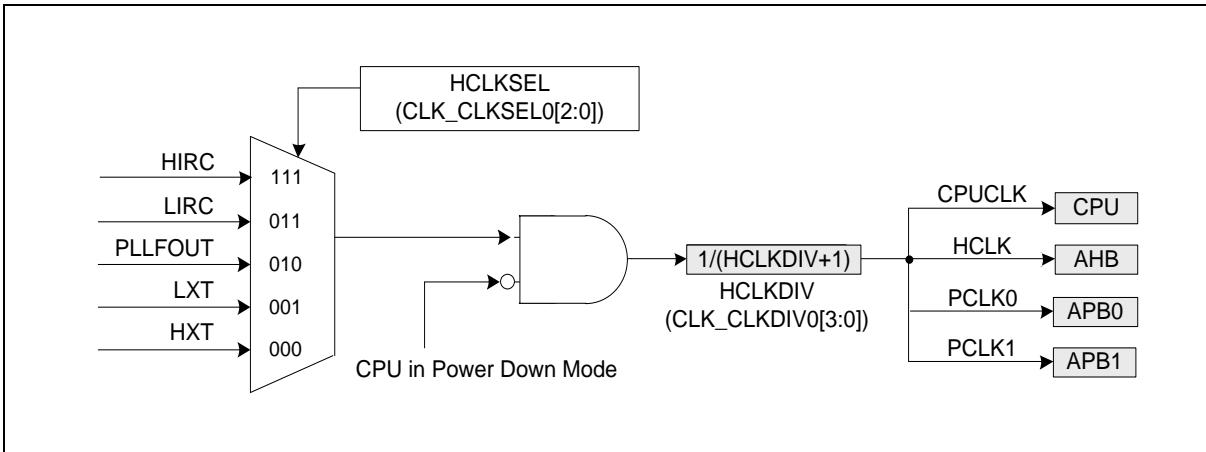 HCLKSEL
(CLK_CLKSEL0[2:0])
HIRC
111
LIRC
011
PLLFOUT
010
LXT
001
HXT
000
CPU in Power Down Mode
1/(HCLKDIV+1)
HCLKDIV
(CLK_CLKDIV0[3:0])
CPUCLK
CPU
HCLK
AHB
PCLK0
APB0
PCLK1
APB1